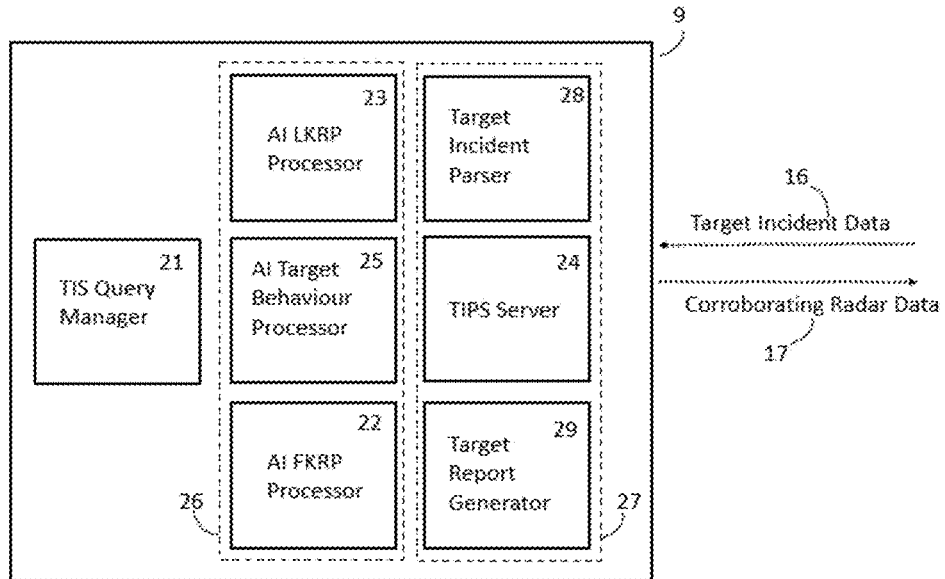 9
23
AI LKRP
Processor
28
Target
Incident
Parser
16
Target Incident Data
21
TIS Query
Manager
25
AI Target
Behaviour
Processor
24
TIPS Server
Corroborating Radar Data
17
22
AI FKRP
Processor
29
Target
Report
Generator
26
27